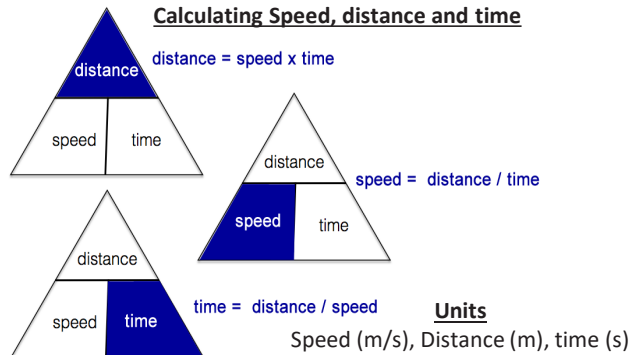 Calculating Speed, distance and time
distance
distance = speed x time
speed time
distance
speed = distance / time
speed time
distance
time = distance / speed
speed time
Units
Speed (m/s), Distance (m), time (s)